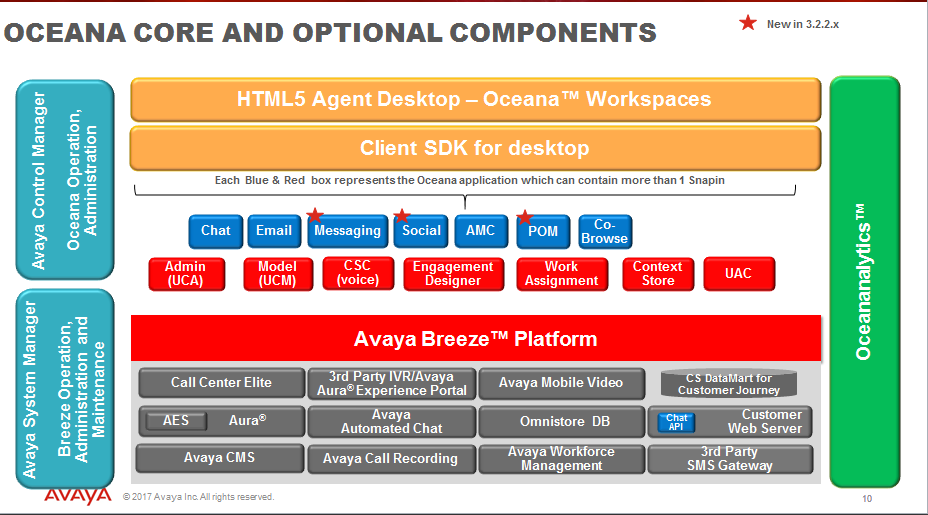 OCEANA CORE AND OPTIONAL COMPONENTS
New in 3.2.2.x
Avaya Control Manager
Oceana Operation,
Administration
HTML5 Agent Desktop – Oceana™ Workspaces
Client SDK for desktop
Each Blue & Red box represents the Oceana application which can contain more than 1 Snapin
Chat
Email
Messaging
Social
AMC
POM
Co-
Browse
Admin
(UCA)
Model
(UCM)
CSC
(voice)
Engagement
Designer
Work
Assignment
Context
Store
UAC
Oceananalytics™
Avaya System Manager
Breeze Operation,
Administration and
Maintenance
Avaya Breeze™ Platform
Call Center Elite
3rd Party IVR/Avaya
Aura® Experience Portal
Avaya Mobile Video
CS DataMart for
Customer Journey
AES
Aura®
Avaya
Automated Chat
Omnistore DB
Chat
API
Customer
Web Server
Avaya CMS
Avaya Call Recording
Avaya Workforce
Management
3rd Party
SMS Gateway
AVAYA
© 2017 Avaya Inc. All rights reserved.
10